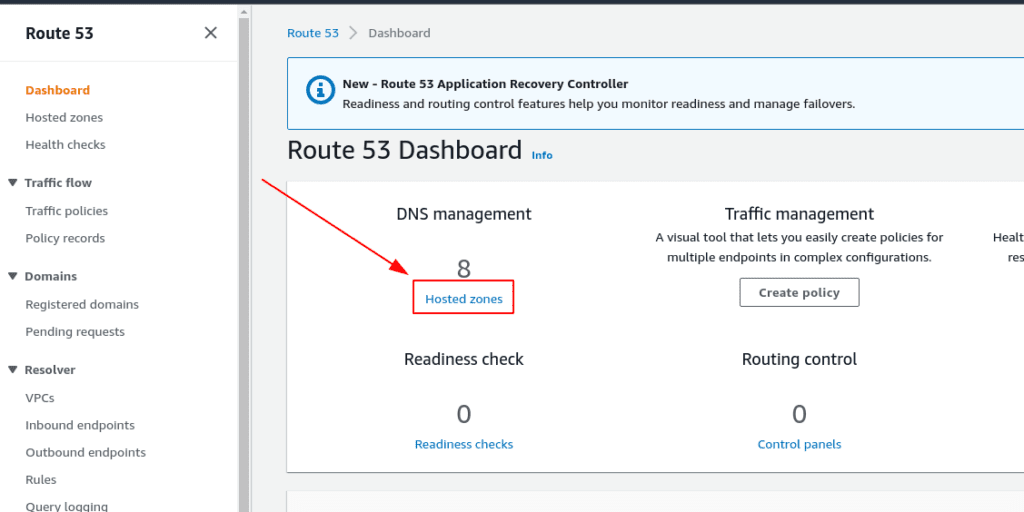 Route 53
Dashboard
Hosted zones
Health checks
Traffic flow
Traffic policies
Policy records
Domains
Registered domains
Pending requests
Resolver
VPCs
Inbound endpoints
Outbound endpoints
Rules
Query logging
Route 53 Dashboard
New - Route 53 Application Recovery Controller
Readiness and routing control features help you monitor readiness and manage failovers.
Route 53 Dashboard Info
DNS management
8
Hosted zones
Traffic management
A visual tool that lets you easily create policies for
multiple endpoints in complex configurations.
Create policy
Healt
res
Readiness check
0
Readiness checks
Routing control
0
Control panels